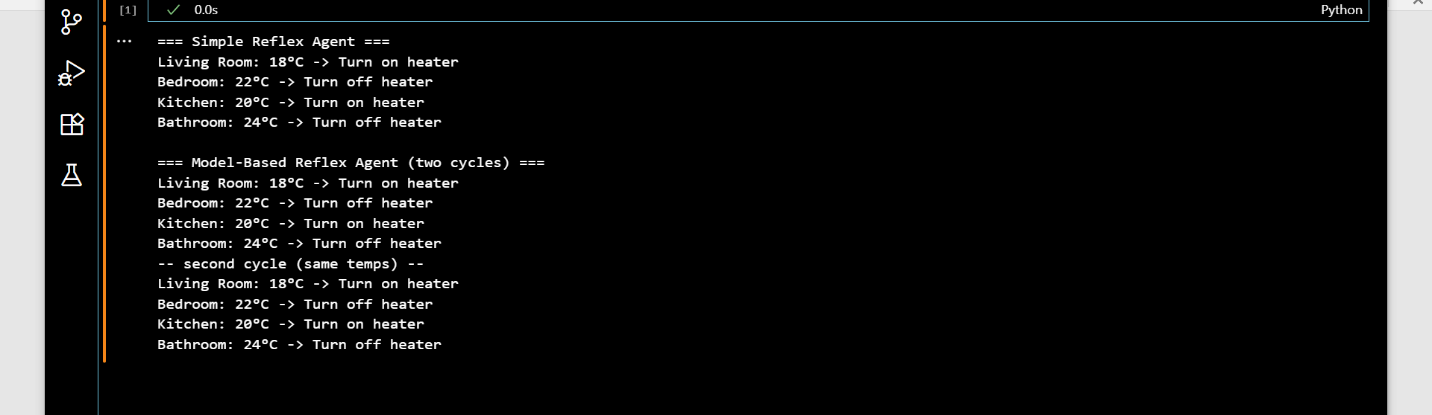 [1] 0.0s Python
... === Simple Reflex Agent ===
Living Room: 18°C -> Turn on heater
Bedroom: 22°C -> Turn off heater
Kitchen: 20°C -> Turn on heater
Bathroom: 24°C -> Turn off heater
=== Model-Based Reflex Agent (two cycles) ===
Living Room: 18°C -> Turn on heater
Bedroom: 22°C -> Turn off heater
Kitchen: 20°C -> Turn on heater
Bathroom: 24°C -> Turn off heater
-- second cycle (same temps) --
Living Room: 18°C -> Turn on heater
Bedroom: 22°C -> Turn off heater
Kitchen: 20°C -> Turn on heater
Bathroom: 24°C -> Turn off heater